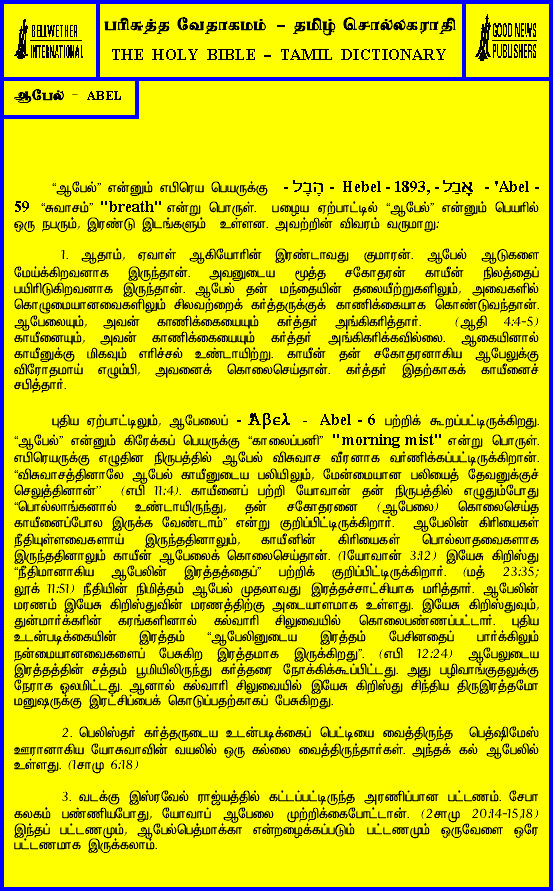 BELLWETHER
INTERNATIONAL
பரிசுத்த வேதாகமம் – தமிழ் சொல்லகராதி
THE HOLY BIBLE – TAMIL DICTIONARY
GOOD NEWS
PUBLISHERS
ஆபேல் – ABEL
“ஆபேல்” என்னும் எபிரெய பெயருக்கு - הֶבֶל - Hebel - 1893, - אָבֵל - 'Abel -
59 “சுவாசம்” "breath" என்று பொருள். பழைய ஏற்பாட்டில் “ஆபேல்” என்னும் பெயரில்
ஒரு நபரும், இரண்டு இடங்களும் உள்ளன. அவற்றின் விவரம் வருமாறு:
1. ஆதாம், ஏவாள் ஆகியோரின் இரண்டாவது குமாரன். ஆபேல் ஆடுகளை
மேய்க்கிறவனாக இருந்தான். அவனுடைய மூத்த சகோதரன் காயீன் நிலத்தைப்
பயிரிடுகிறவனாக இருந்தான். ஆபேல் தன் மந்தையின் தலையீற்றுகளிலும், அவைகளில்
கொழுமையானவைகளிலும் சிலவற்றைக் கர்த்தருக்குக் காணிக்கையாக கொண்டுவந்தான்.
ஆபேலையும், அவன் காணிக்கையையும் கர்த்தர் அங்கிகரித்தார். (ஆதி 4:4-5)
காயீனையும், அவன் காணிக்கையையும் கர்த்தர் அங்கிகரிக்கவில்லை. ஆகையினால்
காயீனுக்கு மிகவும் எரிச்சல் உண்டாயிற்று. காயீன் தன் சகோதரனாகிய ஆபேலுக்கு
விரோதமாய் எழும்பி, அவனைக் கொலைசெய்தான். கர்த்தர் இதற்காகக் காயீனைச்
சபித்தார்.
புதிய ஏற்பாட்டிலும், ஆபேலைப் - Ἄβελ - Abel - 6 பற்றிக் கூறப்பட்டிருக்கிறது.
“ஆபேல்” என்னும் கிரேக்கப் பெயருக்கு “காலைப்பனி” "morning mist" என்று பொருள்.
எபிரெயருக்கு எழுதின நிருபத்தில் ஆபேல் விசுவாச வீரனாக வர்ணிக்கப்பட்டிருக்கிறான்.
“விசுவாசத்தினாலே ஆபேல் காயீனுடைய பலியிலும், மேன்மையான பலியைத் தேவனுக்குச்
செலுத்தினான்” (எபி 11:4). காயீனைப் பற்றி யோவான் தன் நிருபத்தில் எழுதும்போது
“பொல்லாங்கனால் உண்டாயிருந்து, தன் சகோதரனை (ஆபேலை) கொலைசெய்த
காயீனைப்போல இருக்க வேண்டாம்” என்று குறிப்பிட்டிருக்கிறார். ஆபேலின் கிரியைகள்
நீதியுள்ளவைகளாய் இருந்ததினாலும், காயீனின் கிரியைகள் பொல்லாதவைகளாக
இருந்ததினாலும் காயீன் ஆபேலைக் கொலைசெய்தான். (1யோவான் 3:12) இயேசு கிறிஸ்து
“நீதிமானாகிய ஆபேலின் இரத்தத்தைப்” பற்றிக் குறிப்பிட்டிருக்கிறார். (மத் 23:35;
லூக் 11:51) நீதியின் நிமித்தம் ஆபேல் முதலாவது இரத்தச்சாட்சியாக மரித்தார். ஆபேலின்
மரணம் இயேசு கிறிஸ்துவின் மரணத்திற்கு அடையாளமாக உள்ளது. இயேசு கிறிஸ்துவும்,
துன்மார்க்கரின் கரங்களினால் கல்வாரி சிலுவையில் கொலைபண்ணப்பட்டார். புதிய
உடன்படிக்கையின் இரத்தம் “ஆபேலினுடைய இரத்தம் பேசினதைப் பார்க்கிலும்
நன்மையானவைகளைப் பேசுகிற இரத்தமாக இருக்கிறது”. (எபி 12:24) ஆபேலுடைய
இரத்தத்தின் சத்தம் பூமியிலிருந்து கர்த்தரை நோக்கிக்கூப்பிட்டது. அது பழிவாங்குதலுக்கு
நேராக ஓலமிட்டது. ஆனால் கல்வாரி சிலுவையில் இயேசு கிறிஸ்து சிந்திய திருஇரத்தமோ
மனுஷருக்கு இரட்சிப்பைக் கொடுப்பதற்காகப் பேசுகிறது.
2. பெலிஸ்தர் கர்த்தருடைய உடன்படிக்கைப் பெட்டியை வைத்திருந்த பெத்ஷிமேஸ்
ஊரானாகிய யோசுவாவின் வயலில் ஒரு கல்லை வைத்திருந்தார்கள். அந்தக் கல் ஆபேலில்
உள்ளது. (1சாமு 6:18)
3. வடக்கு இஸ்ரவேல் ராஜ்யத்தில் கட்டப்பட்டிருந்த அரணிப்பான பட்டணம். சேபா
கலகம் பண்ணியபோது, யோவாப் ஆபேலை முற்றிக்கைபோட்டான். (2சாமு 20:14-15,18)
இந்தப் பட்டணமும், ஆபேல்பெத்மாக்கா என்றழைக்கப்படும் பட்டணமும் ஒருவேளை ஒரே
பட்டணமாக இருக்கலாம்.